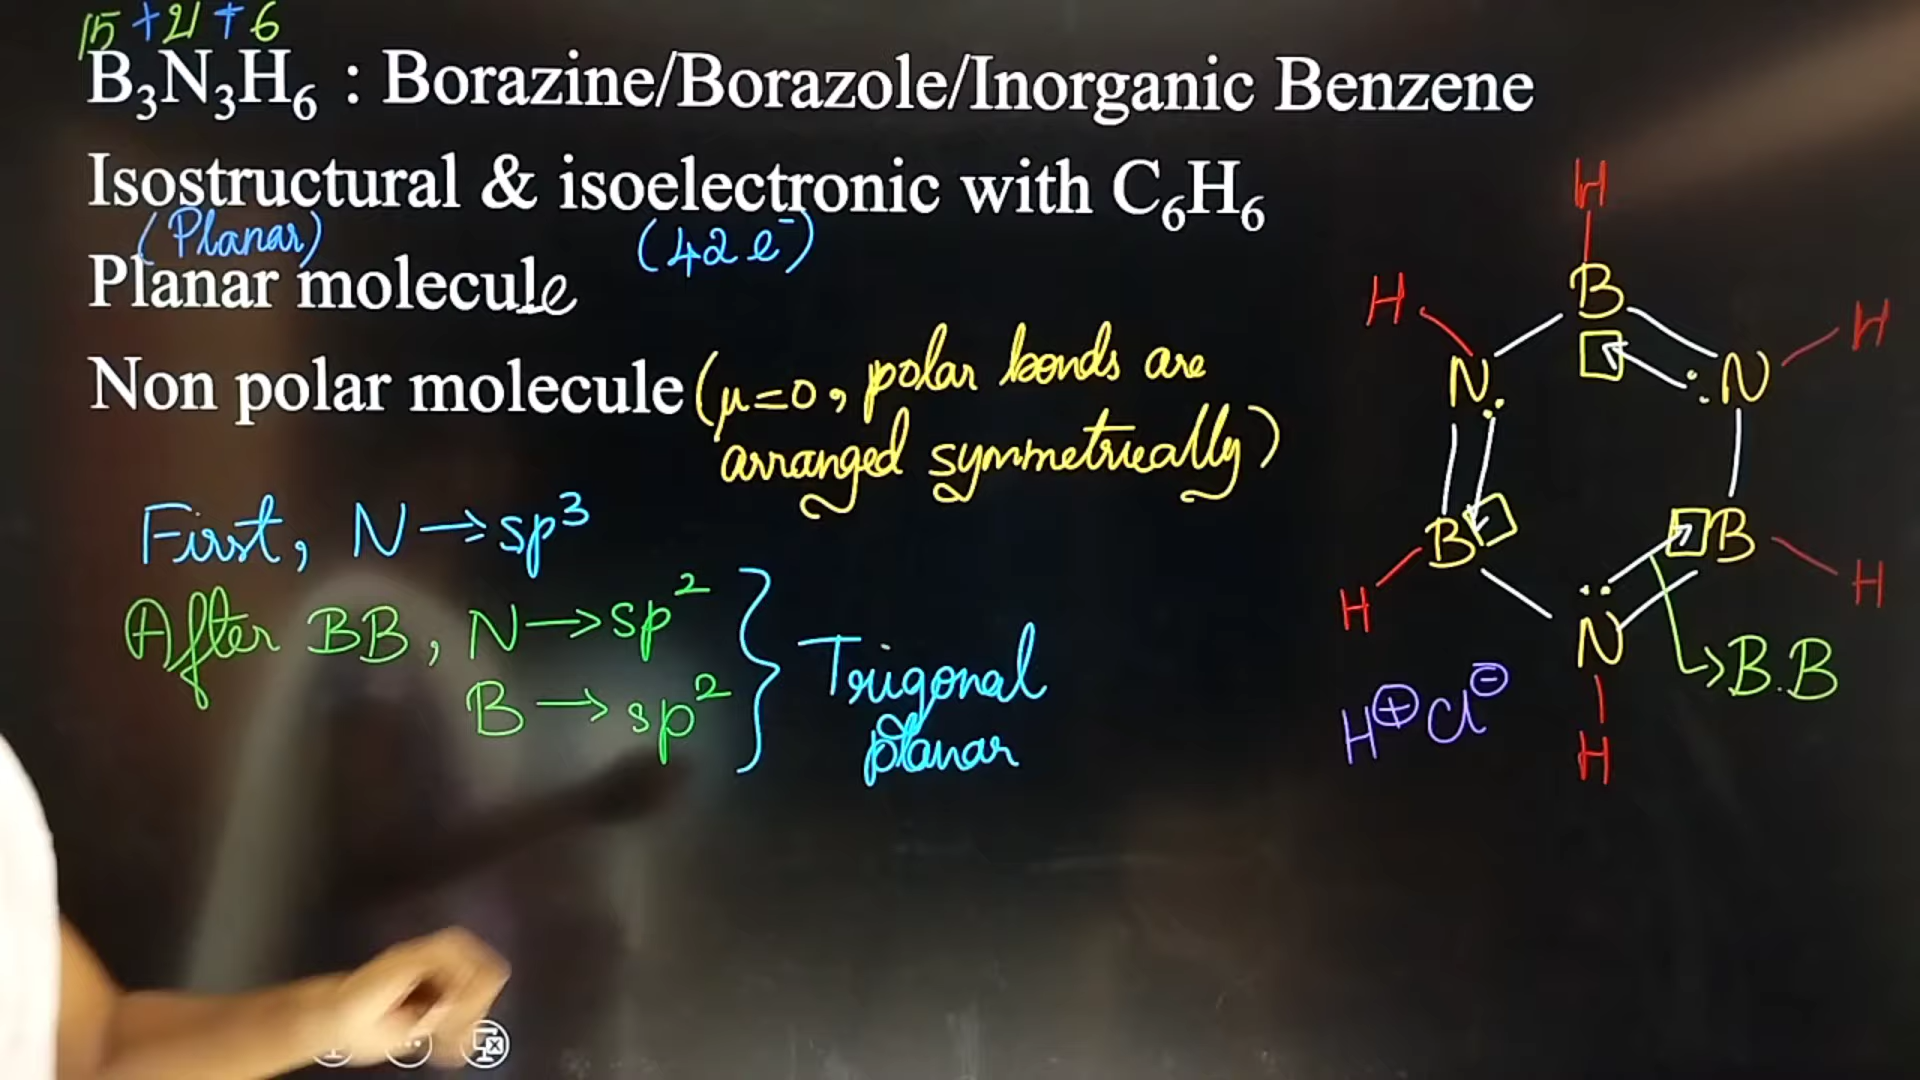 15 + 21 + 6
B₃N₃H₆ : Borazine/Borazole/Inorganic Benzene
Isostructural & isoelectronic with C₆H₆
(Planar) (42 e⁻)
Planar molecule
Non polar molecule (μ=0, polar bonds are
arranged symmetrically)
First, N → sp³
After BB, N → sp²
B → sp²
Trigonal
planar
H
B
H
H
N
N
B
B
H
H
N
B.B
H
H⊕Cl⊖